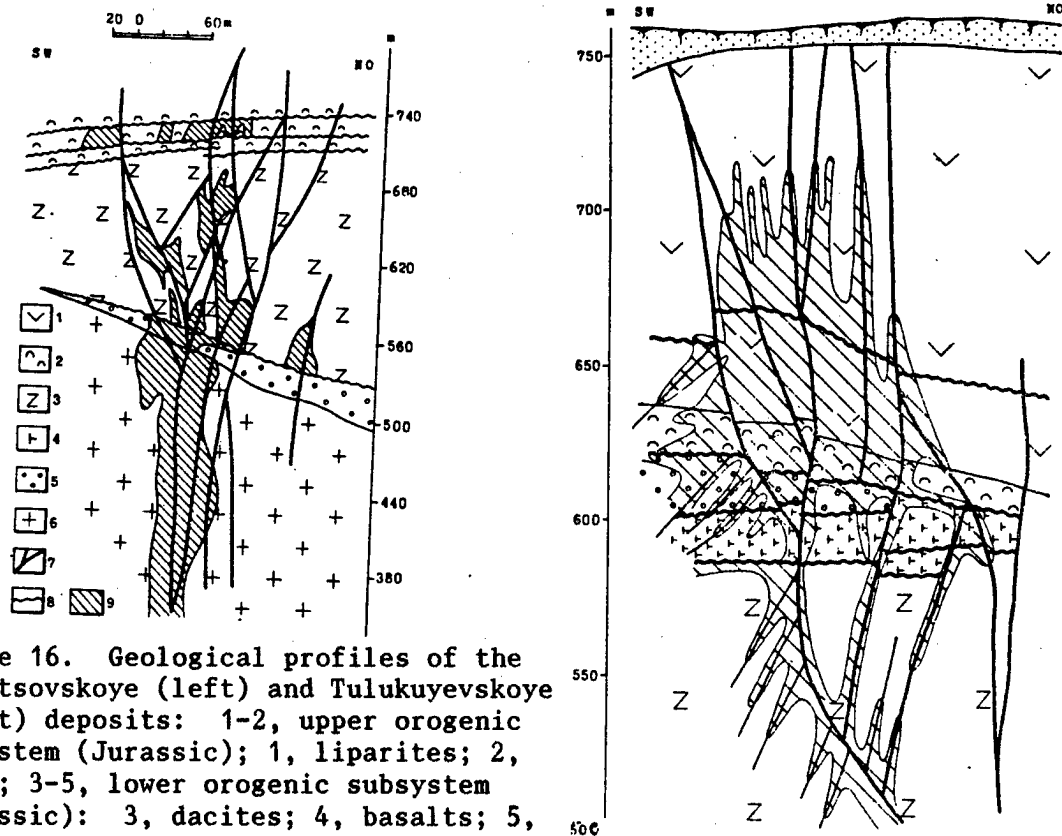 20 0 60m
SW
NO
m
740
680
620
560
500
440
380
1
2
3
4
5
6
7
8
9
m SW NO
750
700
650
600
550
e 16. Geological profiles of the
tsovskoye (left) and Tulukuyevskoye
t) deposits: 1-2, upper orogenic
stem (Jurassic); 1, liparites; 2,
; 3-5, lower orogenic subsystem
ssic): 3, dacites; 4, basalts; 5,